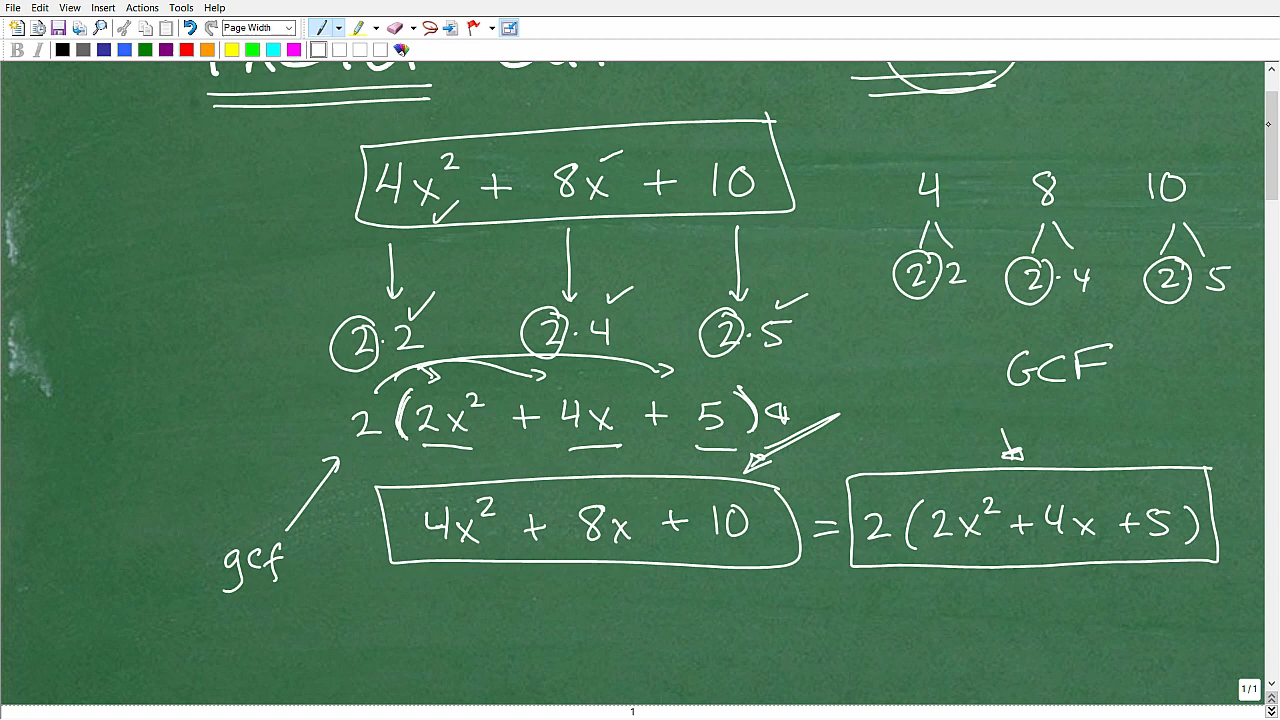 File Edit View Insert Actions Tools Help
Page Width
B I
4x² + 8x + 10
4 8 10
2·2 2·4 2·5
2·2 2·4 2·5
GCF
2(2x² + 4x + 5)
4x² + 8x + 10 = 2(2x² + 4x + 5)
gcf
1/1
1